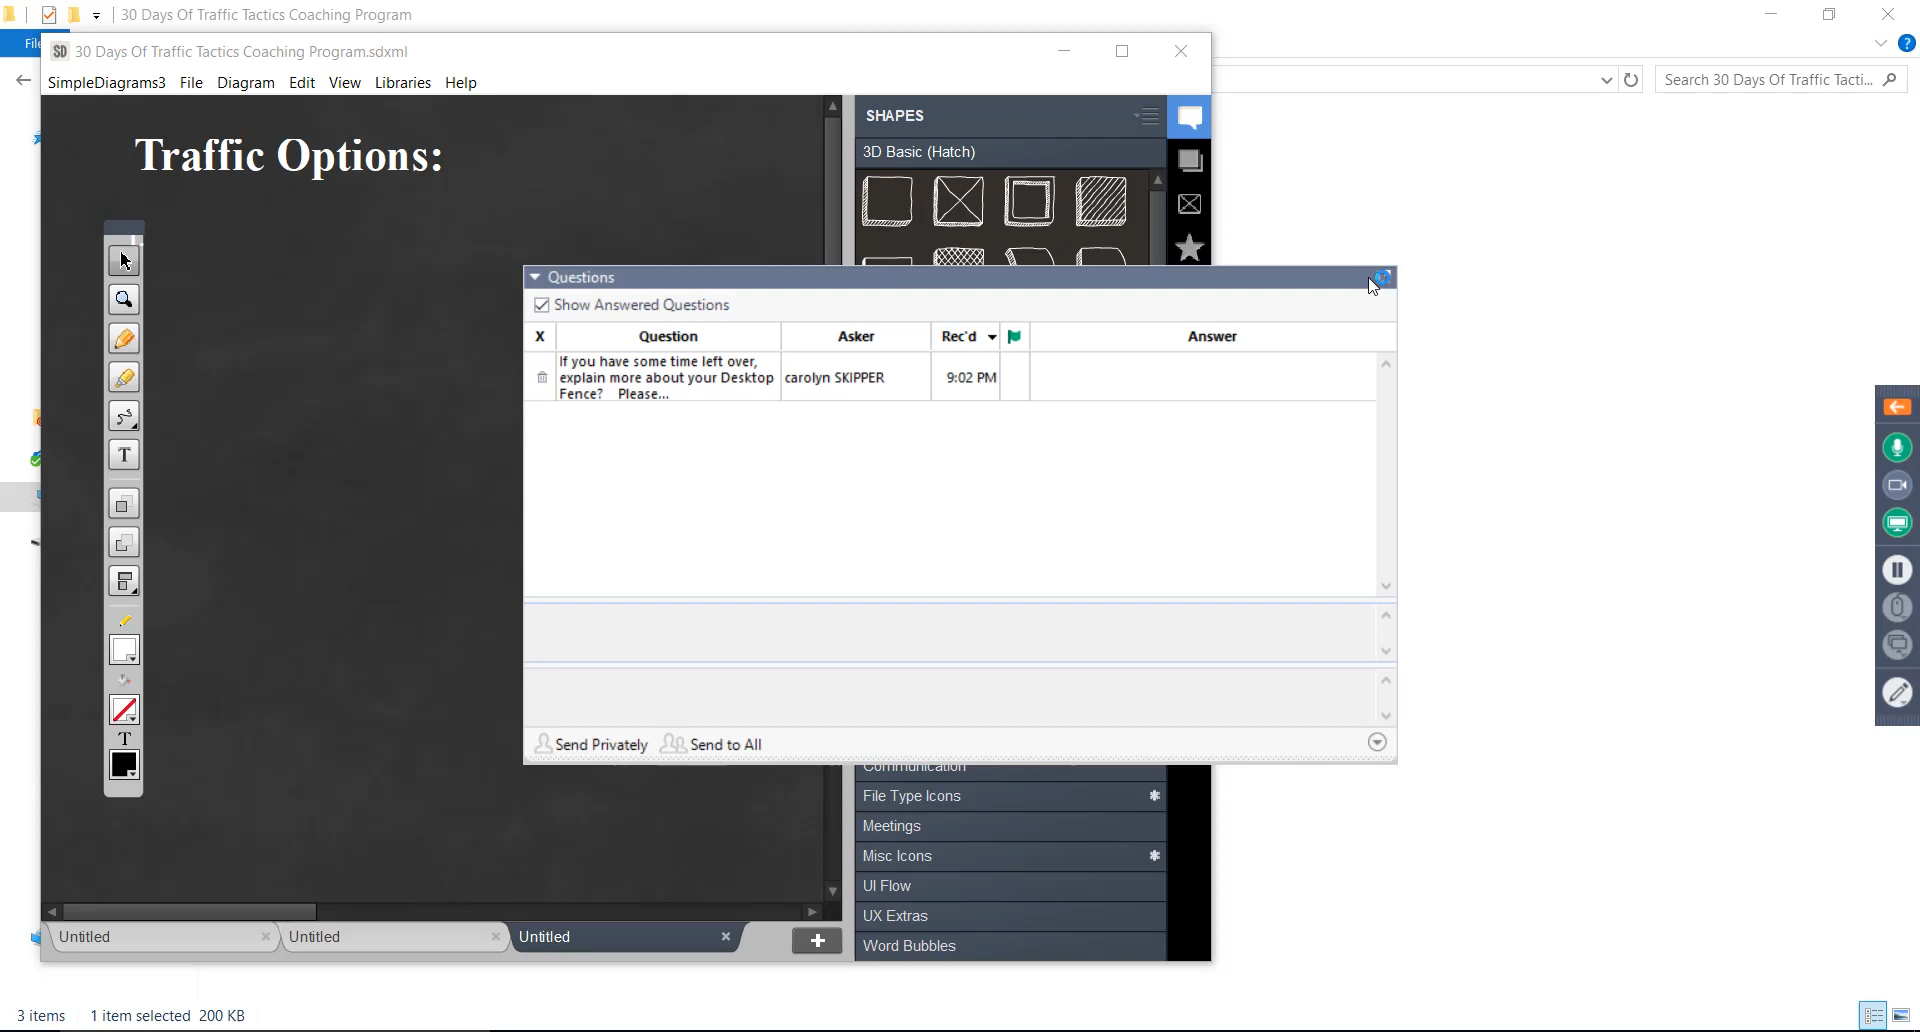 30 Days Of Traffic Tactics Coaching Program
File
SD 30 Days Of Traffic Tactics Coaching Program.sdxml
SimpleDiagrams3 File Diagram Edit View Libraries Help
Search 30 Days Of Traffic Tacti...
Traffic Options:
SHAPES
3D Basic (Hatch)
Questions
Show Answered Questions
X Question Asker Rec'd Answer
If you have some time left over,
explain more about your Desktop carolyn SKIPPER 9:02 PM
Fence? Please...
T
T
Send Privately Send to All
Communication
File Type Icons
Meetings
Misc Icons
UI Flow
UX Extras
Word Bubbles
Untitled Untitled Untitled
3 items 1 item selected 200 KB